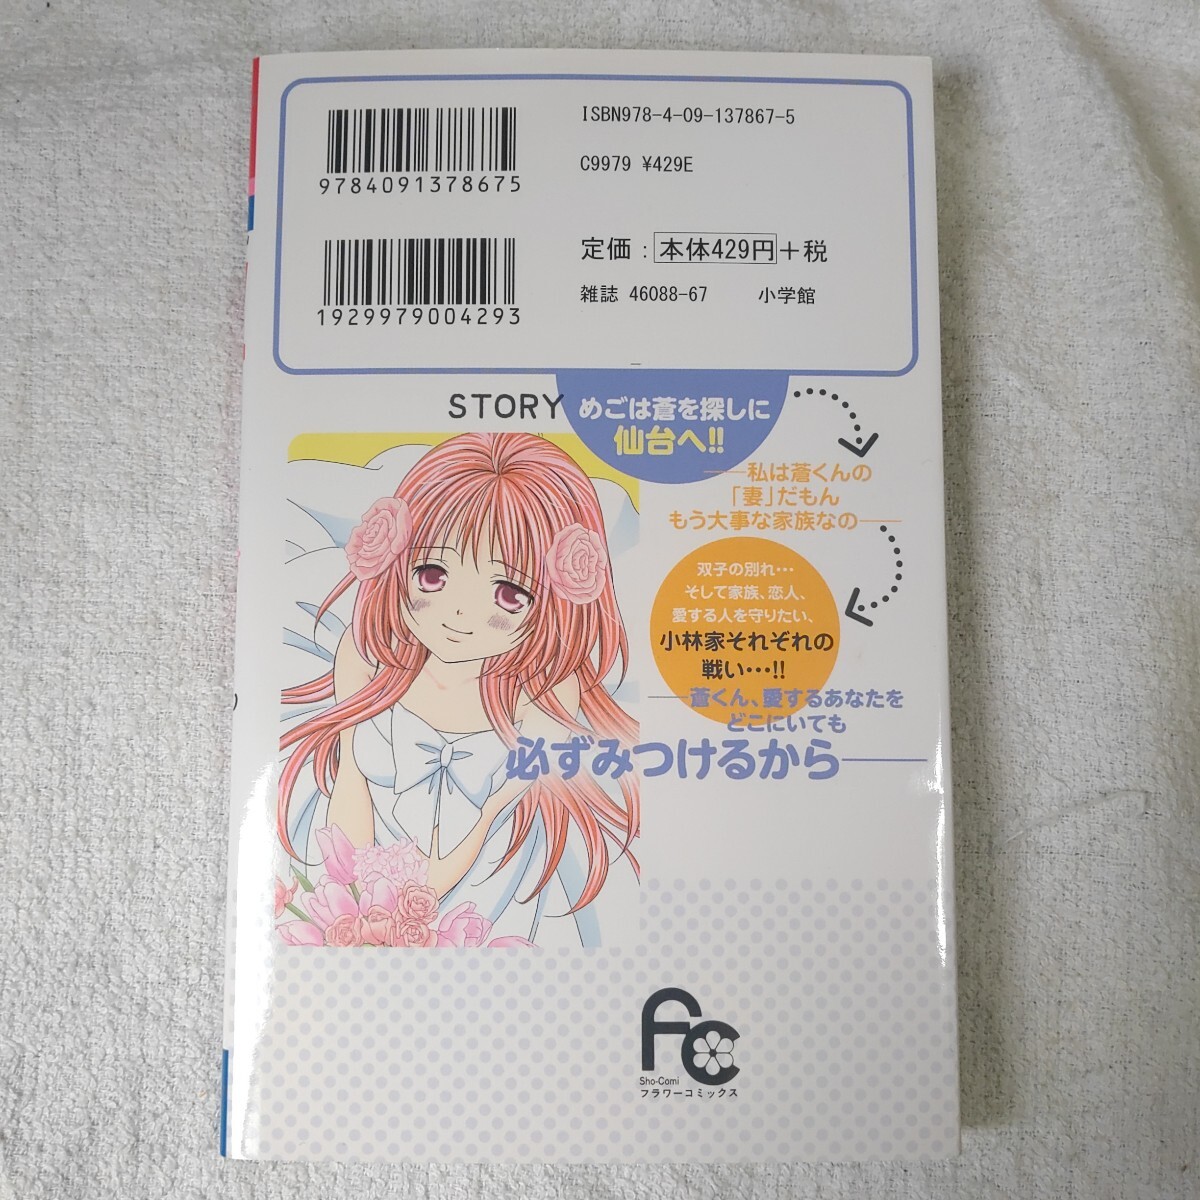 ISBN978-4-09-137867-5
C9979 ¥429E
9784091378675
定価：本体429円+税
雑誌 46088-67 小学館
1929979004293
STORY
めごは蒼を探しに
仙台へ!!
――私は蒼くんの
「妻」だもん
もう大事な家族なの――
双子の別れ…
そして家族、恋人、
愛する人を守りたい、
小林家それぞれの
戦い…!!
――蒼くん、愛するあなたを
どこにいても
必ずみつけるから――
FC
Sho-Comi
フラワーコミックス